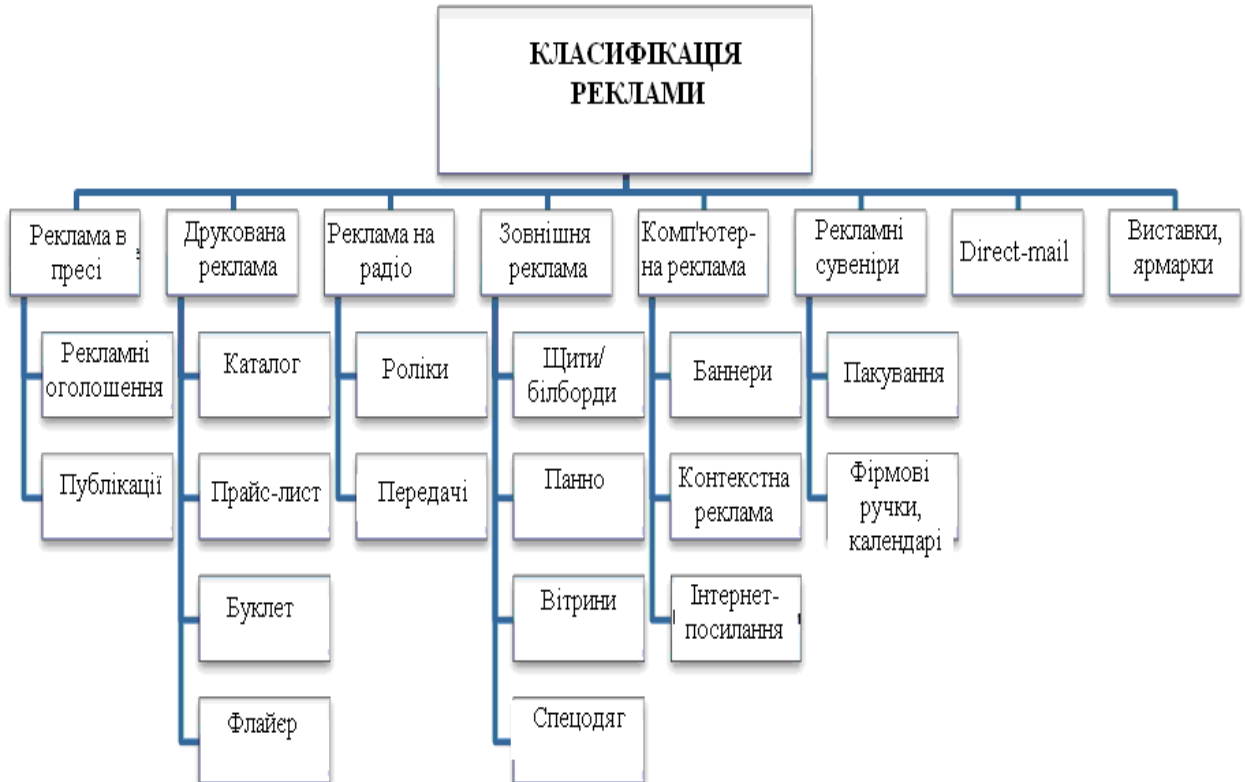 КЛАСИФІКАЦІЯ
РЕКЛАМИ
Реклама в
пресі
Друкована
реклама
Реклама на
радіо
Зовнішня
реклама
Комп'ютер-
на реклама
Рекламні
сувеніри
Direct-mail
Виставки,
ярмарки
Рекламні
оголошення
Публікації
Каталог
Прайс-лист
Буклет
Флайєр
Роліки
Передачі
Щити/
білборди
Панно
Вітрини
Спецодяг
Баннери
Контекстна
реклама
Інтернет-
посилання
Пакування
Фірмові
ручки,
календарі